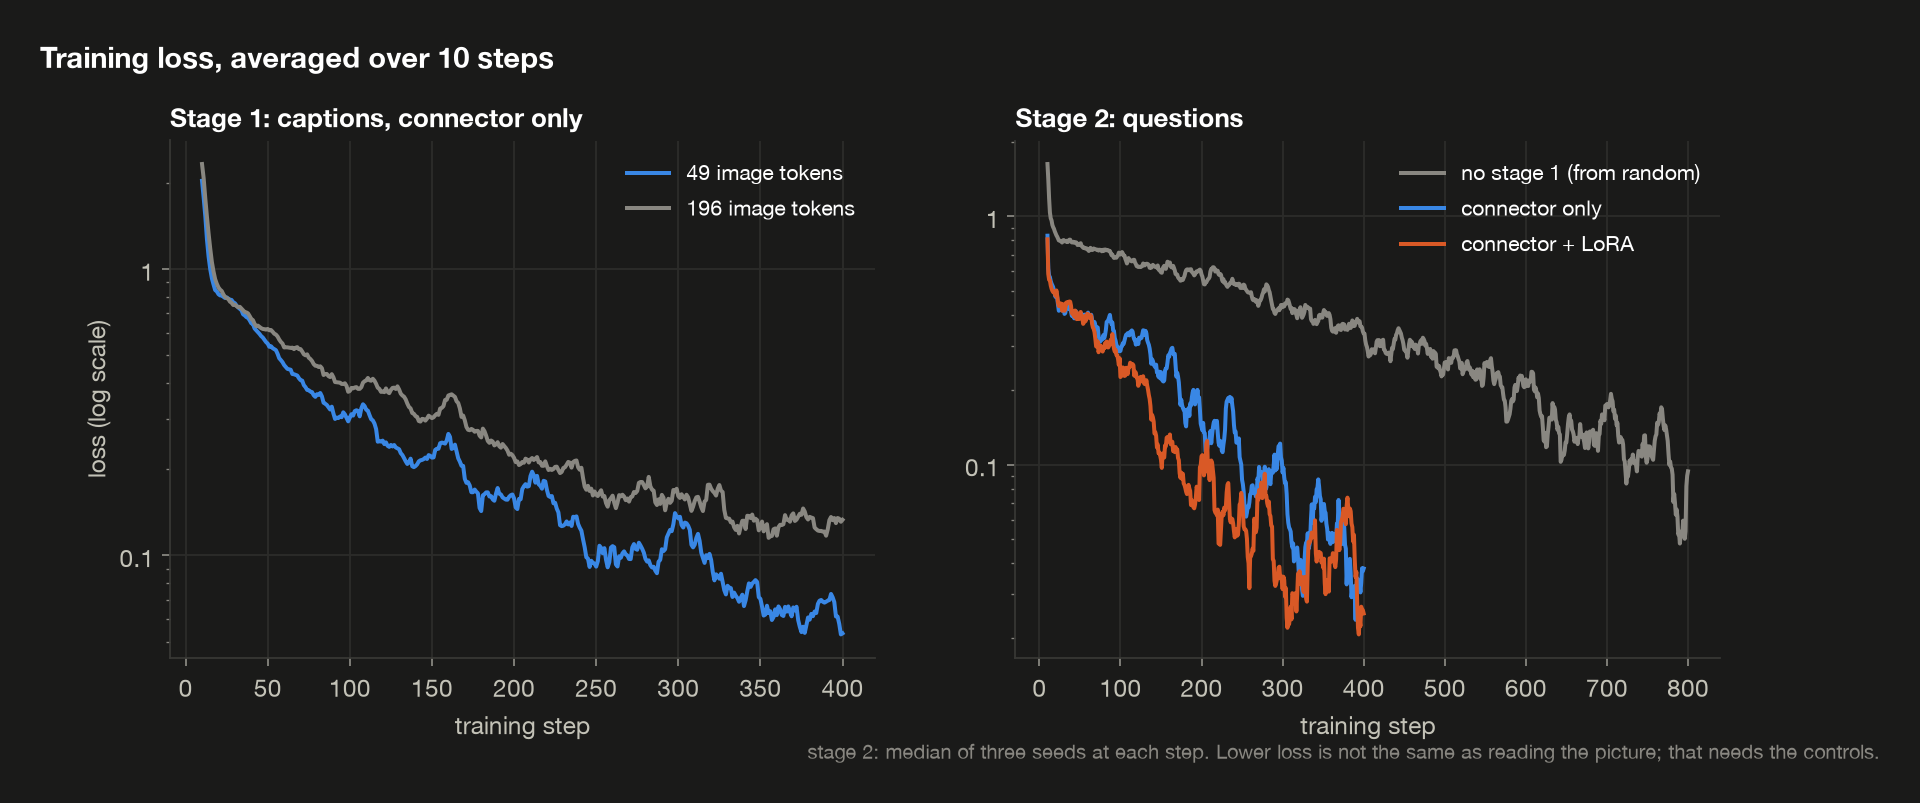 Training loss, averaged over 10 steps
Stage 1: captions, connector only
49 image tokens
196 image tokens
1
0.1
loss (log scale)
0 50 100 150 200 250 300 350 400
training step
Stage 2: questions
no stage 1 (from random)
connector only
connector + LoRA
1
0.1
0 100 200 300 400 500 600 700 800
training step
stage 2: median of three seeds at each step. Lower loss is not the same as reading the picture; that needs the controls.